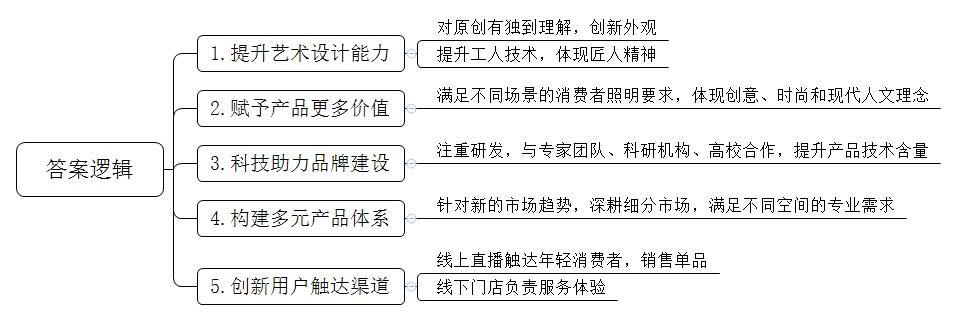 答案逻辑
1.提升艺术设计能力
对原创有独到理解，创新外观
提升工人技术，体现匠人精神
2.赋予产品更多价值
满足不同场景的消费者照明要求，体现创意、时尚和现代人文理念
3.科技助力品牌建设
注重研发，与专家团队、科研机构、高校合作，提升产品技术含量
4.构建多元产品体系
针对新的市场趋势，深耕细分市场，满足不同空间的专业需求
5.创新用户触达渠道
线上直播触达年轻消费者，销售单品
线下门店负责服务体验